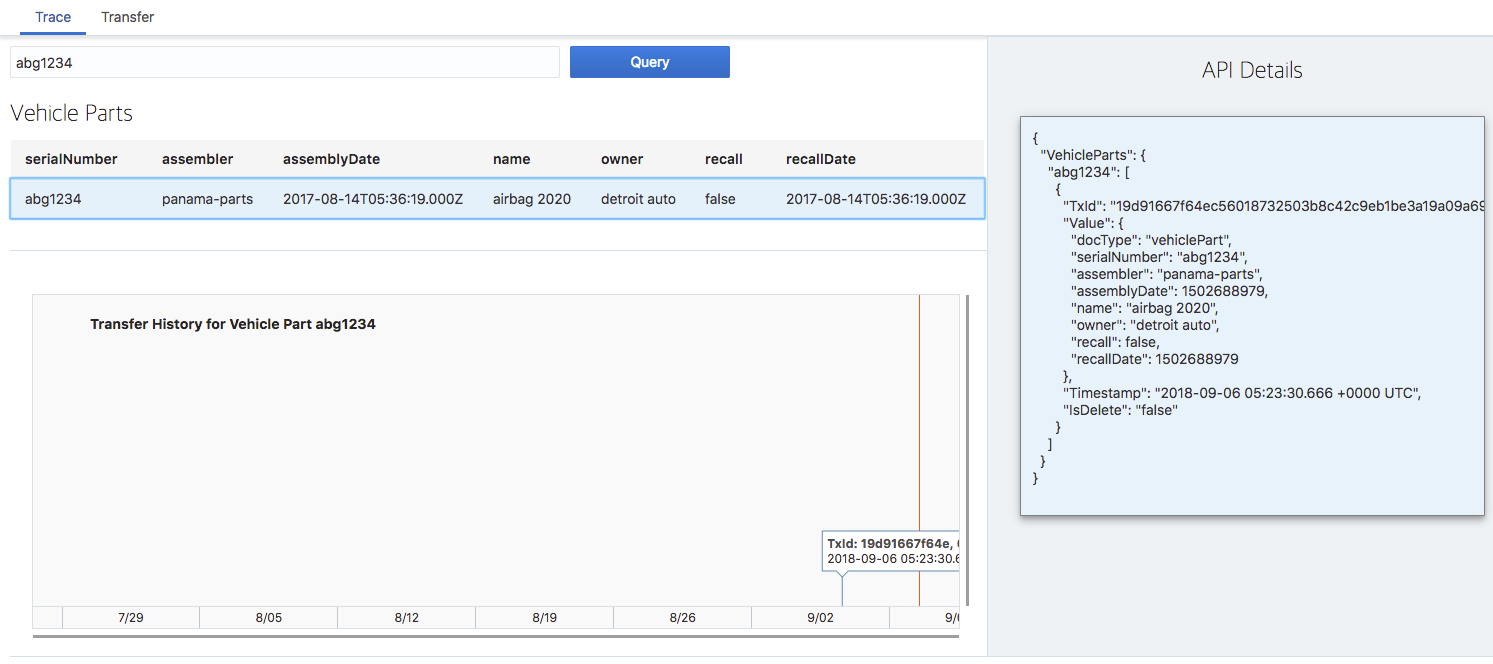 Trace Transfer
abg1234 Query
Vehicle Parts
serialNumber assembler assemblyDate name owner recall recallDate
abg1234 panama-parts 2017-08-14T05:36:19.000Z airbag 2020 detroit auto false 2017-08-14T05:36:19.000Z
Transfer History for Vehicle Part abg1234
TxId: 19d91667f64e,
2018-09-06 05:23:30.6
7/29 8/05 8/12 8/19 8/26 9/02 9/0
API Details
{
"VehicleParts": {
"abg1234": [
{
"TxId": "19d91667f64ec56018732503b8c42c9eb1be3a19a09a69
"Value": {
"docType": "vehiclePart",
"serialNumber": "abg1234",
"assembler": "panama-parts",
"assemblyDate": 1502688979,
"name": "airbag 2020",
"owner": "detroit auto",
"recall": false,
"recallDate": 1502688979
},
"Timestamp": "2018-09-06 05:23:30.666 +0000 UTC",
"IsDelete": "false"
}
]
}
}